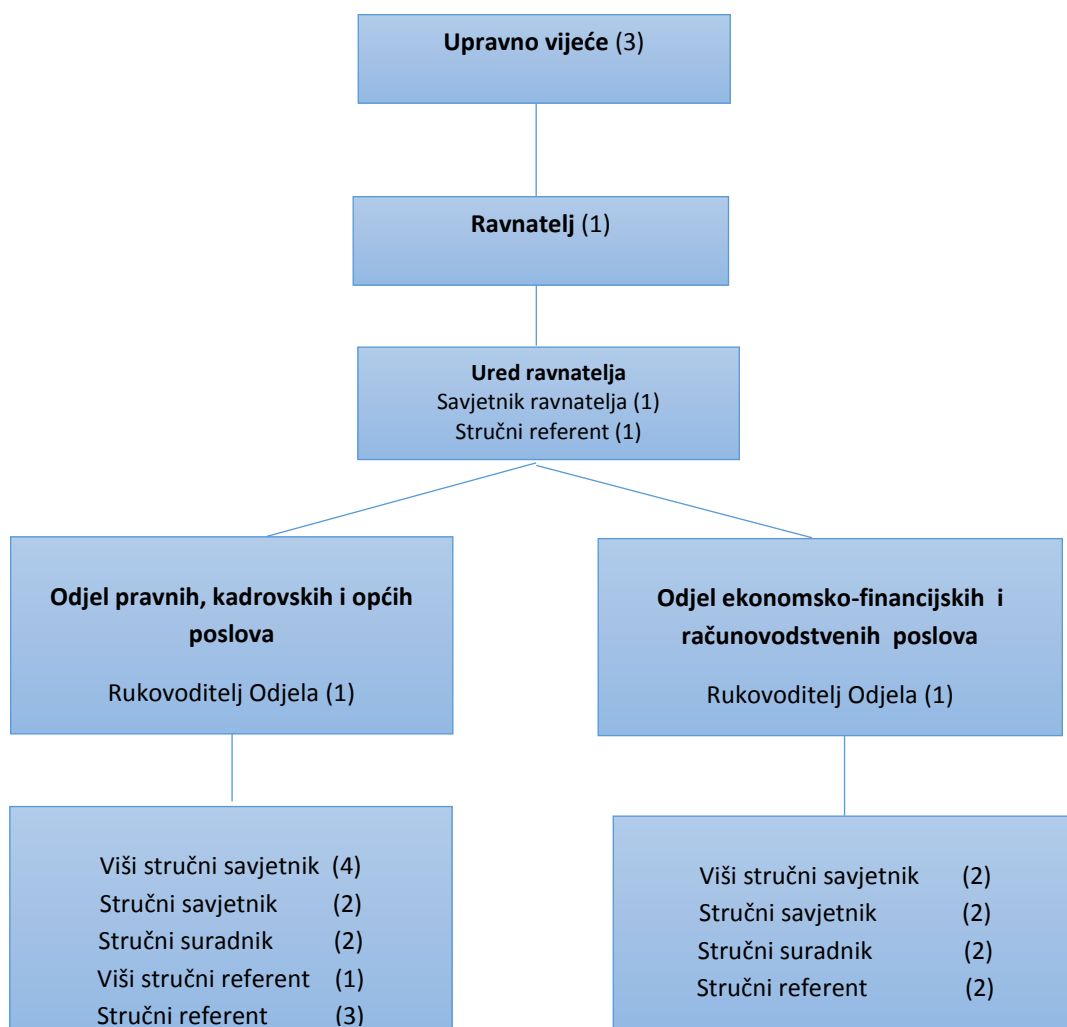 Upravno vijeće (3)
Ravnatelj (1)
Ured ravnatelja
Savjetnik ravnatelja (1)
Stručni referent (1)
Odjel pravnih, kadrovskih i općih
poslova
Rukovoditelj Odjela (1)
Odjel ekonomsko-financijskih i
računovodstvenih poslova
Rukovoditelj Odjela (1)
Viši stručni savjetnik (4)
Stručni savjetnik (2)
Stručni suradnik (2)
Viši stručni referent (1)
Stručni referent (3)
Viši stručni savjetnik (2)
Stručni savjetnik (2)
Stručni suradnik (2)
Stručni referent (2)